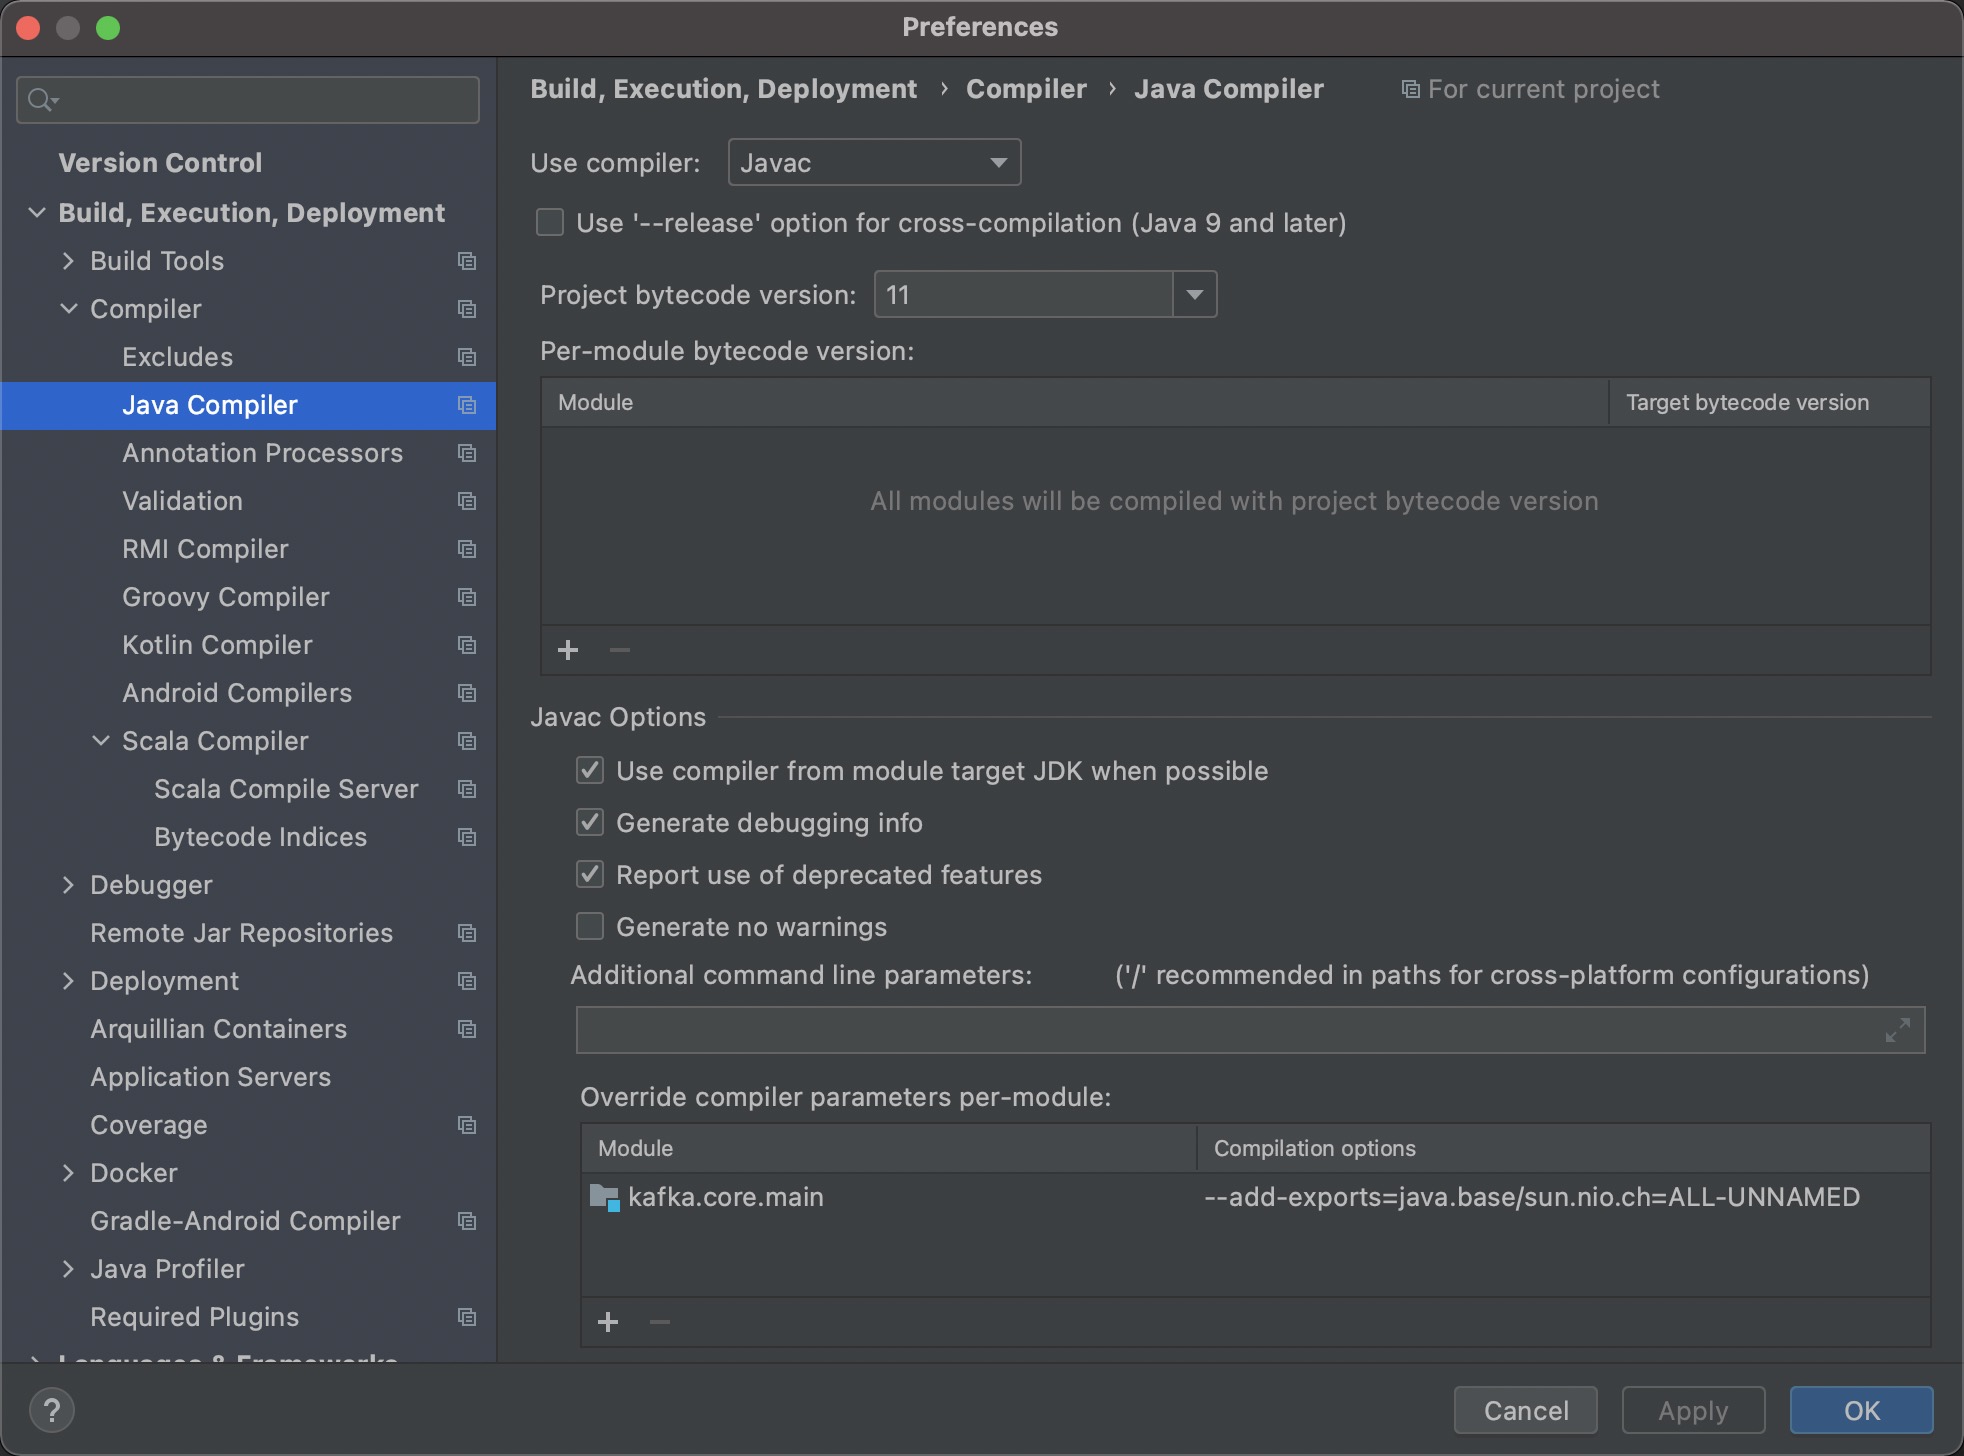 Preferences
Version Control
Build, Execution, Deployment
Build Tools
Compiler
Excludes
Java Compiler
Annotation Processors
Validation
RMI Compiler
Groovy Compiler
Kotlin Compiler
Android Compilers
Scala Compiler
Scala Compile Server
Bytecode Indices
Debugger
Remote Jar Repositories
Deployment
Arquillian Containers
Application Servers
Coverage
Docker
Gradle-Android Compiler
Java Profiler
Required Plugins
Languages & Frameworks
Build, Execution, Deployment › Compiler › Java Compiler For current project
Use compiler: Javac
Use '--release' option for cross-compilation (Java 9 and later)
Project bytecode version: 11
Per-module bytecode version:
Module Target bytecode version
All modules will be compiled with project bytecode version
Javac Options
Use compiler from module target JDK when possible
Generate debugging info
Report use of deprecated features
Generate no warnings
Additional command line parameters: ('/' recommended in paths for cross-platform configurations)
Override compiler parameters per-module:
Module Compilation options
kafka.core.main --add-exports=java.base/sun.nio.ch=ALL-UNNAMED
? Cancel Apply OK